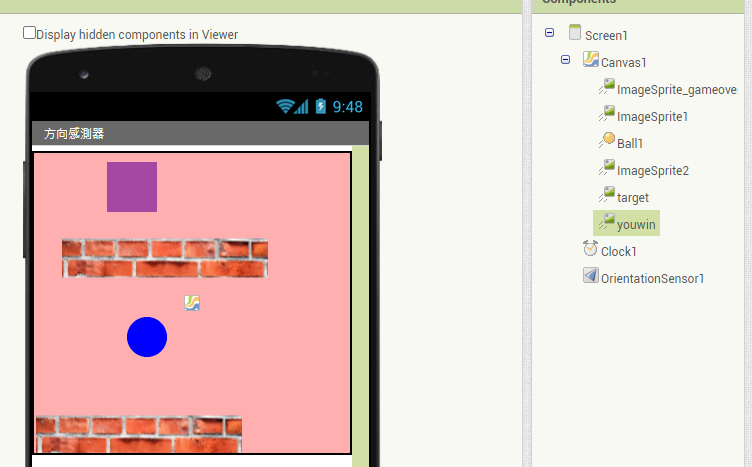 Components
Display hidden components in Viewer
9:48
方向感測器
Screen1
Canvas1
ImageSprite_gameove
ImageSprite1
Ball1
ImageSprite2
target
youwin
Clock1
OrientationSensor1